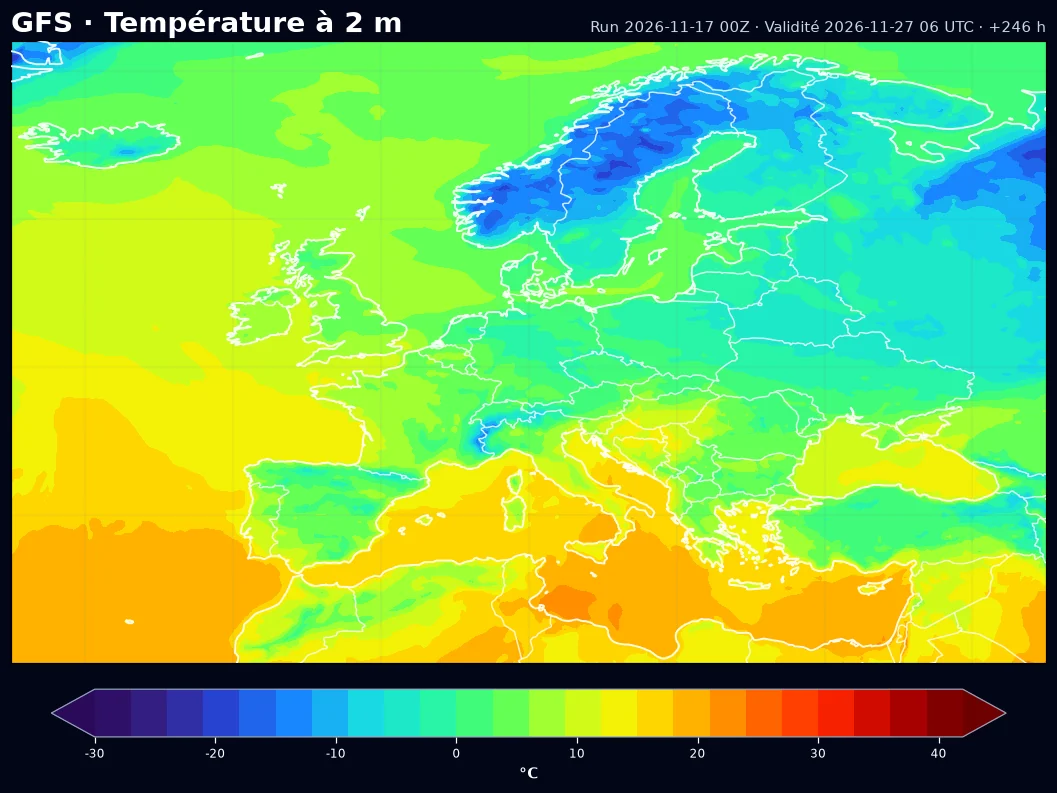 GFS · Température à 2 m
Run 2026-11-17 00Z · Validité 2026-11-27 06 UTC · +246 h
-30 -20 -10 0 10 20 30 40
°C